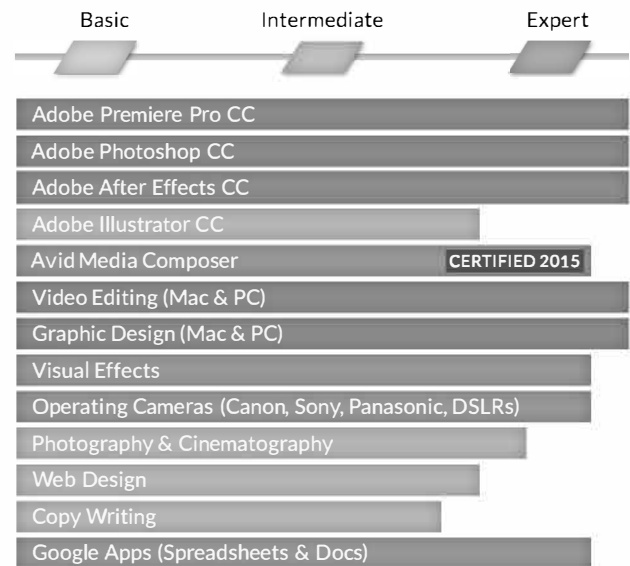 Basic Intermediate Expert
Adobe Premiere Pro CC
Adobe Photoshop CC
Adobe After Effects CC
Adobe Illustrator CC
Avid Media Composer CERTIFIED 2015
Video Editing (Mac & PC)
Graphic Design (Mac & PC)
Visual Effects
Operating Cameras (Canon, Sony, Panasonic, DSLRs)
Photography & Cinematography
Web Design
Copy Writing
Google Apps (Spreadsheets & Docs)